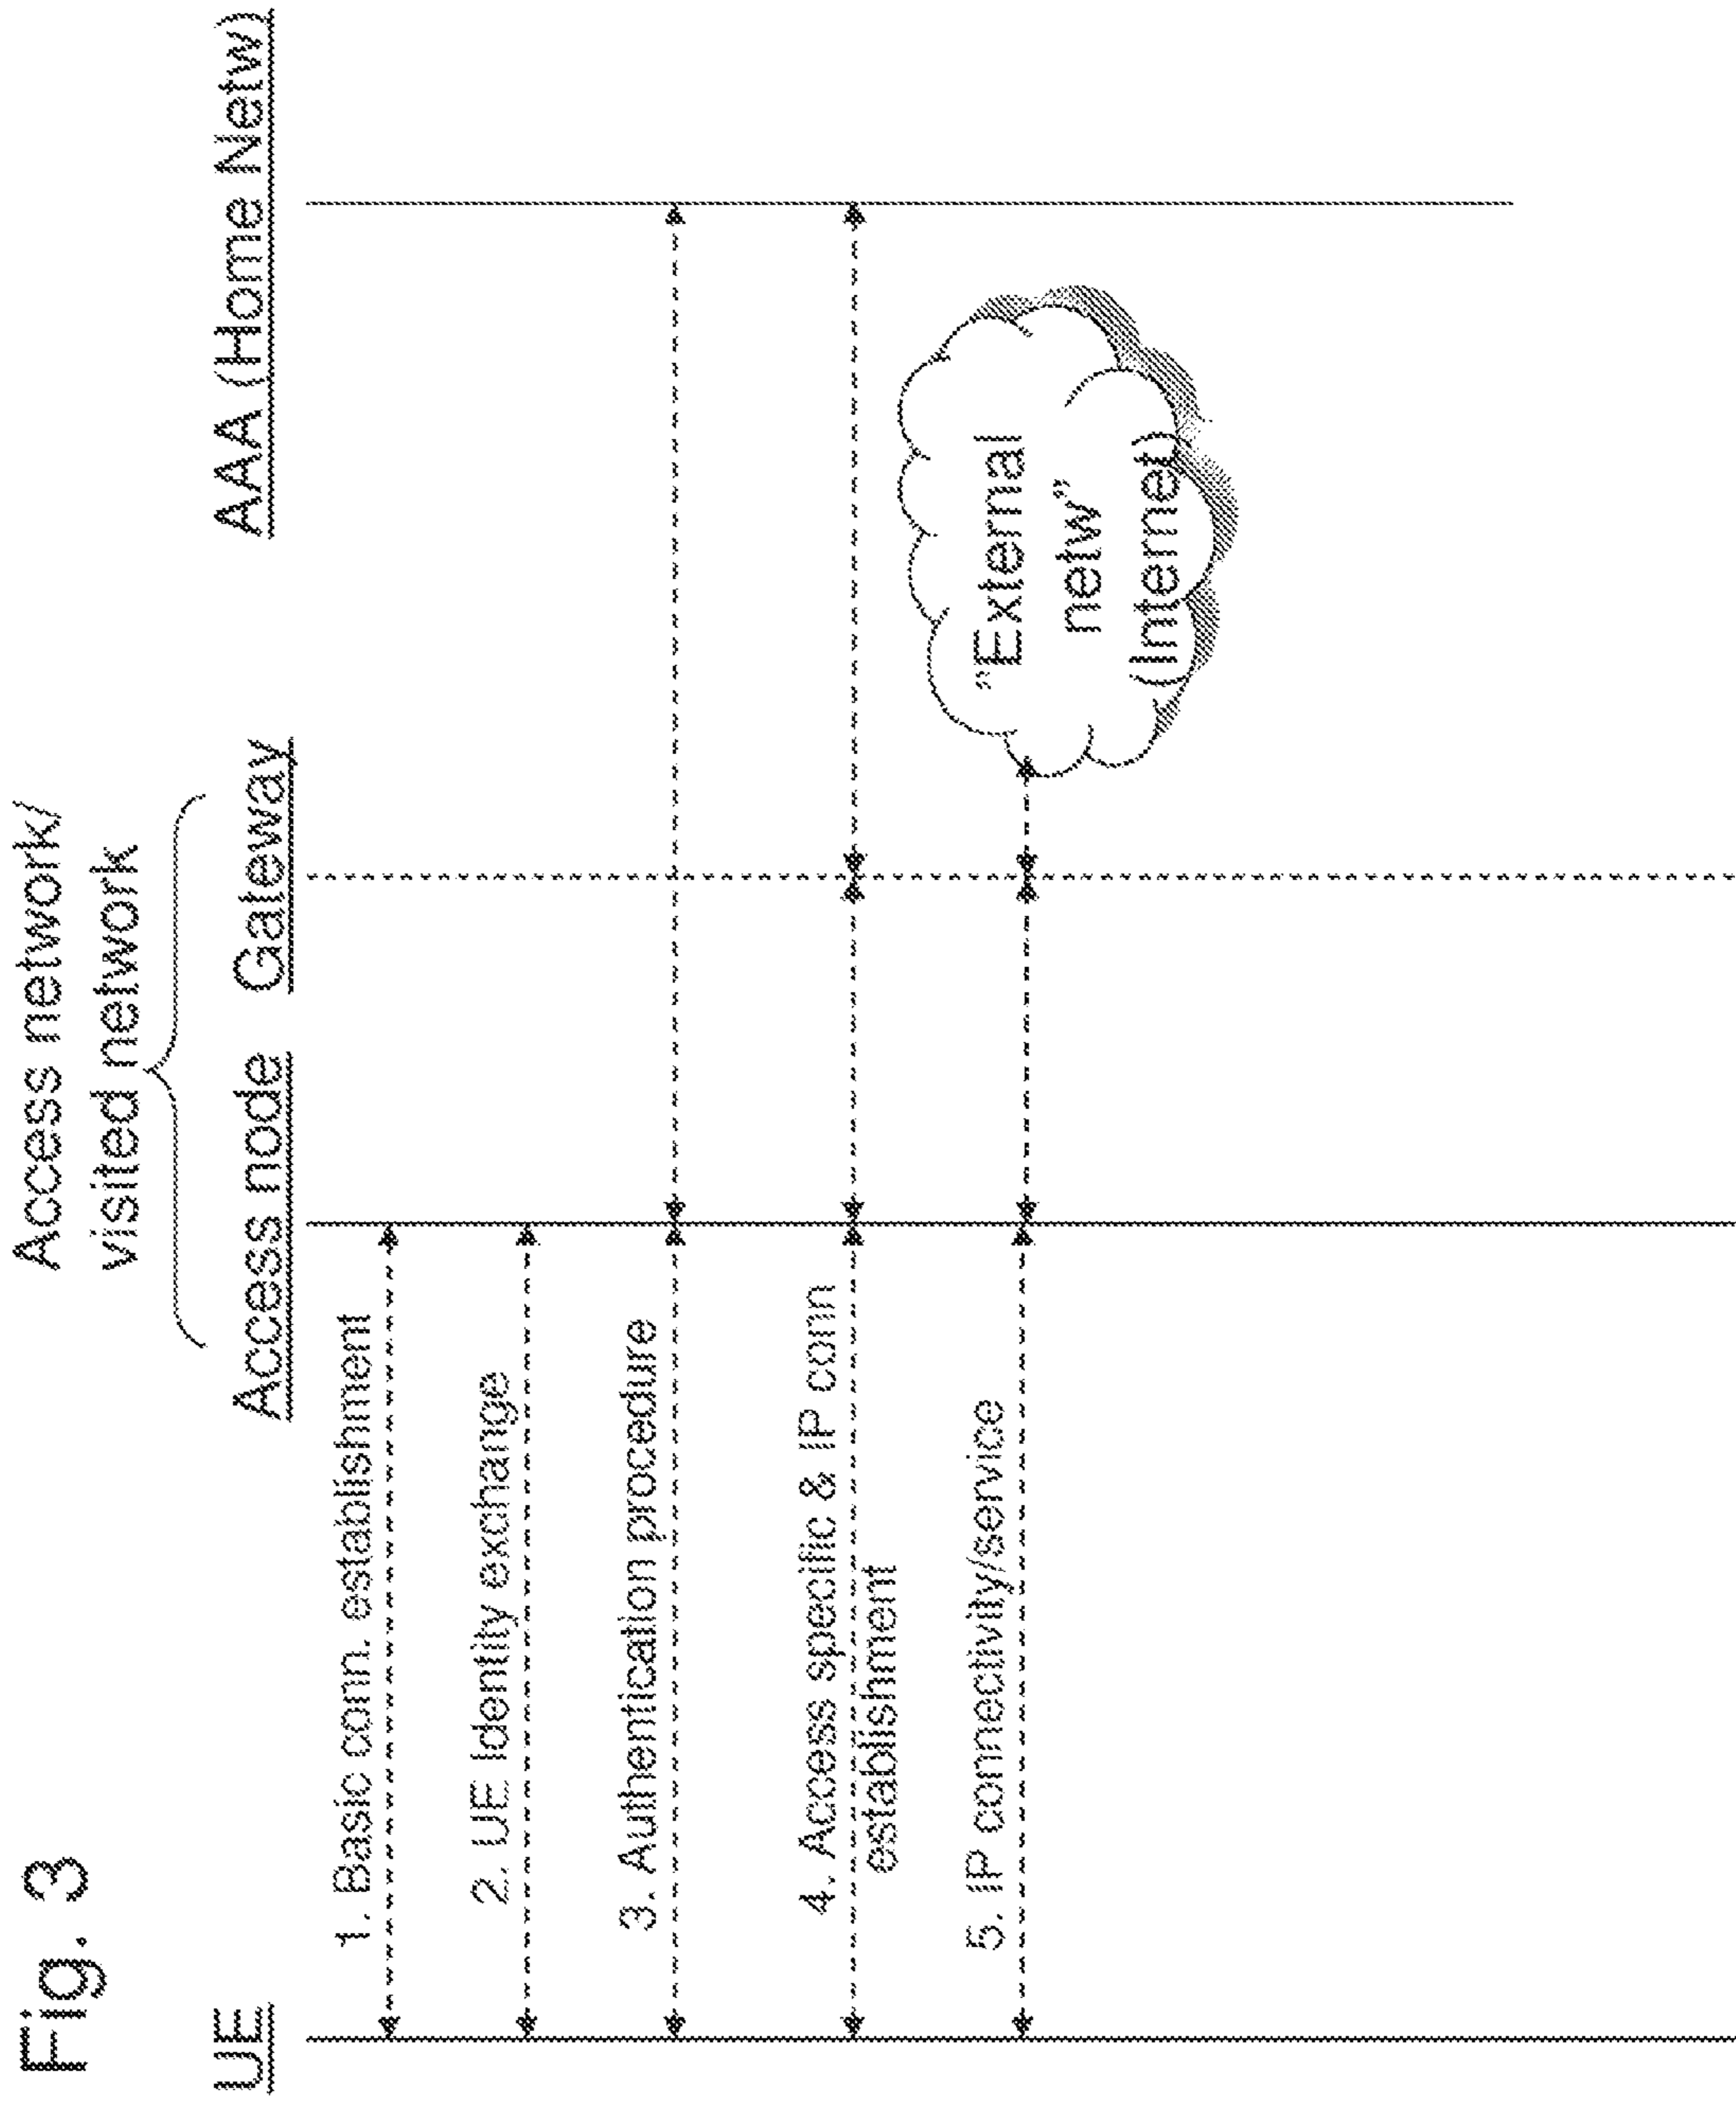 Fig. 3
Access network/
visited network
UE
Access node
Gateway
AAA (Home Netw)
1. Basic conn. establishment
2. UE Identity exchange
3. Authentication procedure
4. Access specific & IP conn
establishment
5. IP connectivity/service
“External
netw”
(Internet)